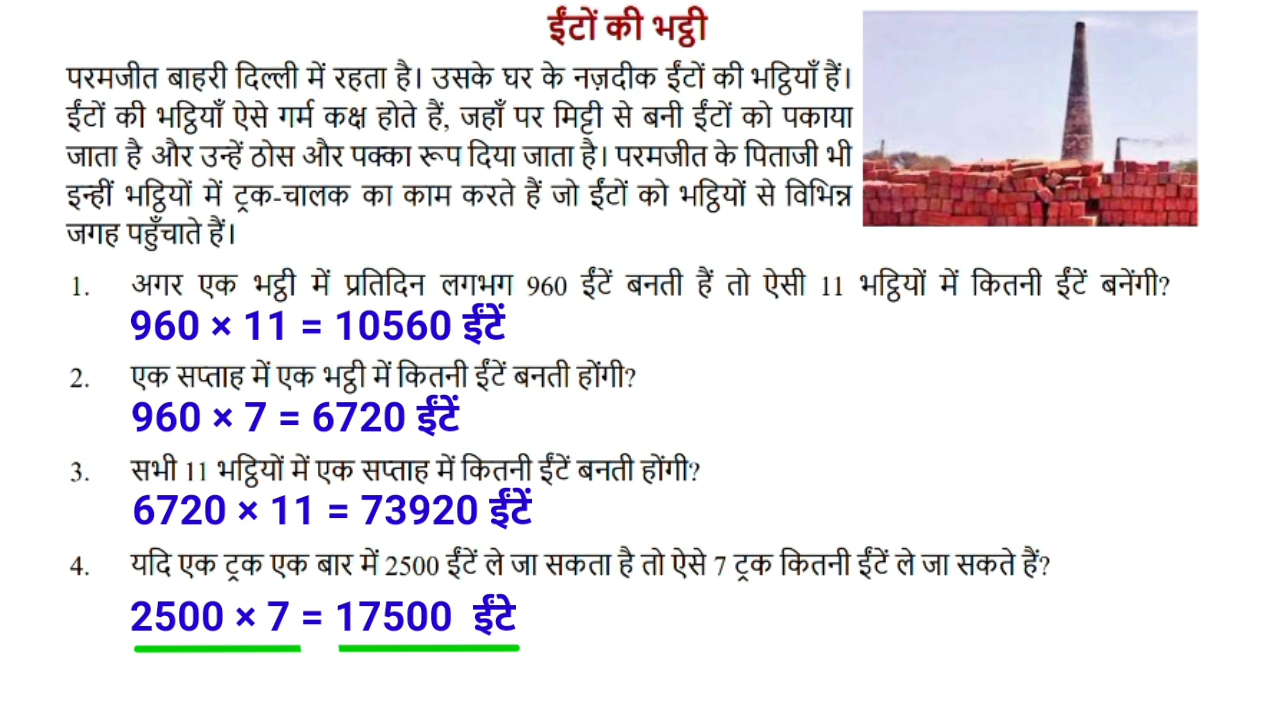 ईंटों की भट्ठी
परमजीत बाहरी दिल्ली में रहता है। उसके घर के नज़दीक ईंटों की भट्ठियाँ हैं।
ईंटों की भट्ठियाँ ऐसे गर्म कक्ष होते हैं, जहाँ पर मिट्टी से बनी ईंटों को पकाया
जाता है और उन्हें ठोस और पक्का रूप दिया जाता है। परमजीत के पिताजी भी
इन्हीं भट्ठियों में ट्रक-चालक का काम करते हैं जो ईंटों को भट्ठियों से विभिन्न
जगह पहुँचाते हैं।
1. अगर एक भट्ठी में प्रतिदिन लगभग 960 ईंटें बनती हैं तो ऐसी 11 भट्ठियों में कितनी ईंटें बनेंगी?
960 × 11 = 10560 ईंटें
2. एक सप्ताह में एक भट्ठी में कितनी ईंटें बनती होंगी?
960 × 7 = 6720 ईंटें
3. सभी 11 भट्ठियों में एक सप्ताह में कितनी ईंटें बनती होंगी?
6720 × 11 = 73920 ईंटें
4. यदि एक ट्रक एक बार में 2500 ईंटें ले जा सकता है तो ऐसे 7 ट्रक कितनी ईंटें ले जा सकते हैं?
2500 × 7 = 17500 ईंटे